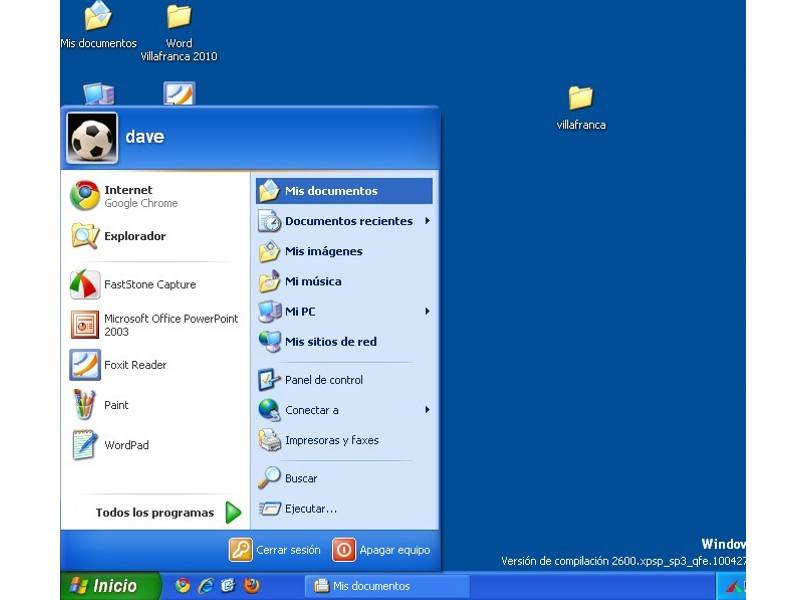 Mis documentos
Word
Villafranca 2010
villafranca
dave
Internet
Google Chrome
Explorador
FastStone Capture
Microsoft Office PowerPoint
2003
Foxit Reader
Paint
WordPad
Todos los programas
Mis documentos
Documentos recientes
Mis imágenes
Mi música
Mi PC
Mis sitios de red
Panel de control
Conectar a
Impresoras y faxes
Buscar
Ejecutar...
Cerrar sesión
Apagar equipo
Window
Versión de compilación 2600.xpsp_sp3_qfe.100427
Inicio
Mis documentos